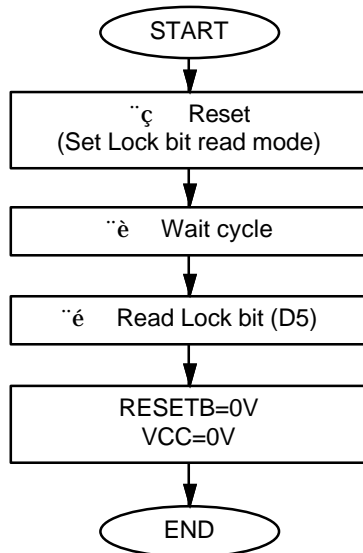 START
¨ç Reset
(Set Lock bit read mode)
¨è Wait cycle
¨é Read Lock bit (D5)
RESETB=0V
VCC=0V
END